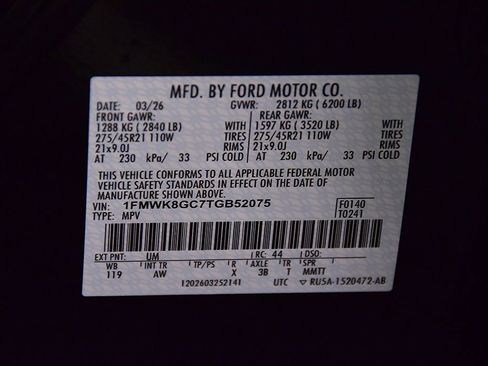 MFD. BY FORD MOTOR CO.
DATE: 03/26 GVWR: 2812 KG ( 6200 LB)
FRONT GAWR: REAR GAWR:
1288 KG ( 2840 LB) WITH 1597 KG ( 3520 LB) WITH
275/45R21 110W TIRES 275/45R21 110W TIRES
21x9.0J RIMS 21x9.0J RIMS
AT 230 kPa/ 33 PSI COLD AT 230 kPa/ 33 PSI COLD
THIS VEHICLE CONFORMS TO ALL APPLICABLE FEDERAL MOTOR
VEHICLE SAFETY STANDARDS IN EFFECT ON THE DATE OF
MANUFACTURE SHOWN ABOVE.
VIN: 1FMWK8GC7TGB52075 F0140
TYPE: MPV T0241
EXT PNT: UM RC: 44 DSO:
WB INT TR TP/PS R AXLE TR SPR
119 AW X 3B T MMTT
1202603252141 UTC ▽ RU5A-1520472-AB